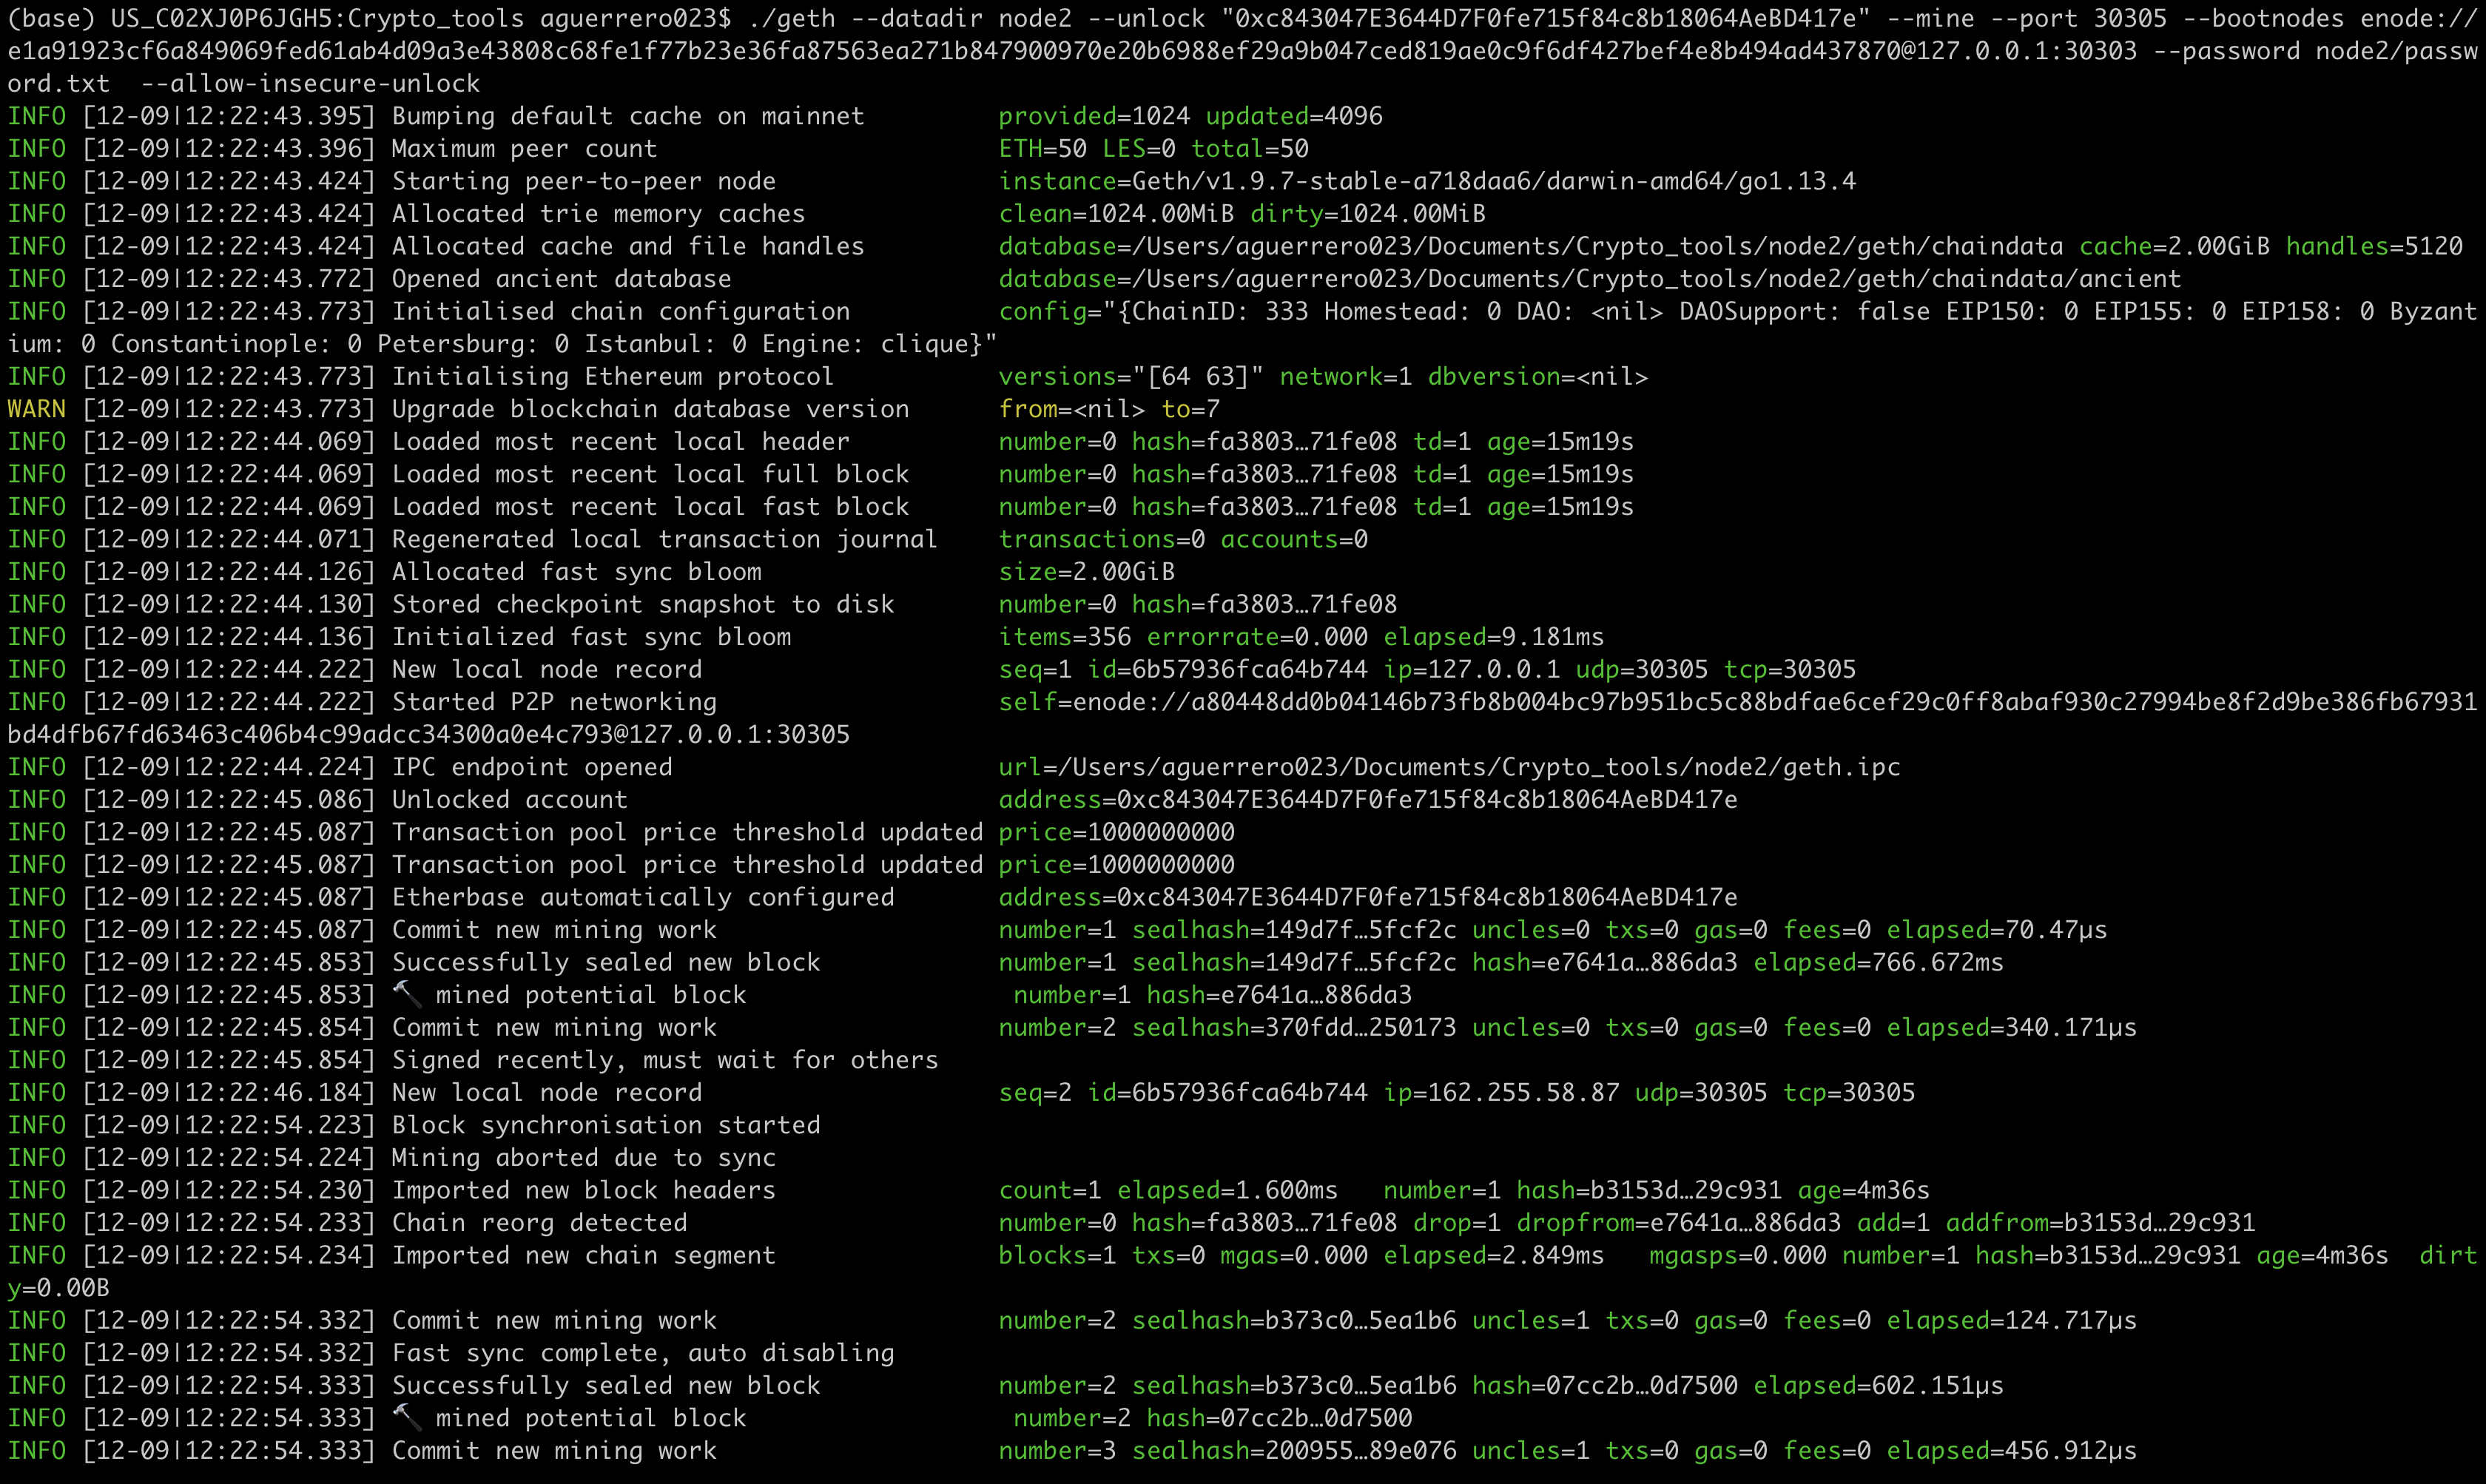 (base) US_C02XJ0P6JGH5:Crypto_tools aguerrero023$ ./geth --datadir node2 --unlock "0xc843047E3644D7F0fe715f84c8b18064AeBD417e" --mine --port 30305 --bootnodes enode://
e1a91923cf6a849069fed61ab4d09a3e43808c68fe1f77b23e36fa87563ea271b847900970e20b6988ef29a9b047ced819ae0c9f6df427bef4e8b494ad437870@127.0.0.1:30303 --password node2/passw
ord.txt  --allow-insecure-unlock
INFO [12-09|12:22:43.395] Bumping default cache on mainnet         provided=1024 updated=4096
INFO [12-09|12:22:43.396] Maximum peer count                       ETH=50 LES=0 total=50
INFO [12-09|12:22:43.424] Starting peer-to-peer node               instance=Geth/v1.9.7-stable-a718daa6/darwin-amd64/go1.13.4
INFO [12-09|12:22:43.424] Allocated trie memory caches             clean=1024.00MiB dirty=1024.00MiB
INFO [12-09|12:22:43.424] Allocated cache and file handles         database=/Users/aguerrero023/Documents/Crypto_tools/node2/geth/chaindata cache=2.00GiB handles=5120
INFO [12-09|12:22:43.772] Opened ancient database                  database=/Users/aguerrero023/Documents/Crypto_tools/node2/geth/chaindata/ancient
INFO [12-09|12:22:43.773] Initialised chain configuration          config="{ChainID: 333 Homestead: 0 DAO: <nil> DAOSupport: false EIP150: 0 EIP155: 0 EIP158: 0 Byzant
ium: 0 Constantinople: 0 Petersburg: 0 Istanbul: 0 Engine: clique}"
INFO [12-09|12:22:43.773] Initialising Ethereum protocol           versions="[64 63]" network=1 dbversion=<nil>
WARN [12-09|12:22:43.773] Upgrade blockchain database version      from=<nil> to=7
INFO [12-09|12:22:44.069] Loaded most recent local header          number=0 hash=fa3803…71fe08 td=1 age=15m19s
INFO [12-09|12:22:44.069] Loaded most recent local full block      number=0 hash=fa3803…71fe08 td=1 age=15m19s
INFO [12-09|12:22:44.069] Loaded most recent local fast block      number=0 hash=fa3803…71fe08 td=1 age=15m19s
INFO [12-09|12:22:44.071] Regenerated local transaction journal    transactions=0 accounts=0
INFO [12-09|12:22:44.126] Allocated fast sync bloom                size=2.00GiB
INFO [12-09|12:22:44.130] Stored checkpoint snapshot to disk       number=0 hash=fa3803…71fe08
INFO [12-09|12:22:44.136] Initialized fast sync bloom              items=356 errorrate=0.000 elapsed=9.181ms
INFO [12-09|12:22:44.222] New local node record                    seq=1 id=6b57936fca64b744 ip=127.0.0.1 udp=30305 tcp=30305
INFO [12-09|12:22:44.222] Started P2P networking                   self=enode://a80448dd0b04146b73fb8b004bc97b951bc5c88bdfae6cef29c0ff8abaf930c27994be8f2d9be386fb67931
bd4dfb67fd63463c406b4c99adcc34300a0e4c793@127.0.0.1:30305
INFO [12-09|12:22:44.224] IPC endpoint opened                      url=/Users/aguerrero023/Documents/Crypto_tools/node2/geth.ipc
INFO [12-09|12:22:45.086] Unlocked account                         address=0xc843047E3644D7F0fe715f84c8b18064AeBD417e
INFO [12-09|12:22:45.087] Transaction pool price threshold updated price=1000000000
INFO [12-09|12:22:45.087] Transaction pool price threshold updated price=1000000000
INFO [12-09|12:22:45.087] Etherbase automatically configured       address=0xc843047E3644D7F0fe715f84c8b18064AeBD417e
INFO [12-09|12:22:45.087] Commit new mining work                   number=1 sealhash=149d7f…5fcf2c uncles=0 txs=0 gas=0 fees=0 elapsed=70.47µs
INFO [12-09|12:22:45.853] Successfully sealed new block            number=1 sealhash=149d7f…5fcf2c hash=e7641a…886da3 elapsed=766.672ms
INFO [12-09|12:22:45.853] 🔨 mined potential block                  number=1 hash=e7641a…886da3
INFO [12-09|12:22:45.854] Commit new mining work                   number=2 sealhash=370fdd…250173 uncles=0 txs=0 gas=0 fees=0 elapsed=340.171µs
INFO [12-09|12:22:45.854] Signed recently, must wait for others
INFO [12-09|12:22:46.184] New local node record                    seq=2 id=6b57936fca64b744 ip=162.255.58.87 udp=30305 tcp=30305
INFO [12-09|12:22:54.223] Block synchronisation started
INFO [12-09|12:22:54.224] Mining aborted due to sync
INFO [12-09|12:22:54.230] Imported new block headers               count=1 elapsed=1.600ms   number=1 hash=b3153d…29c931 age=4m36s
INFO [12-09|12:22:54.233] Chain reorg detected                     number=0 hash=fa3803…71fe08 drop=1 dropfrom=e7641a…886da3 add=1 addfrom=b3153d…29c931
INFO [12-09|12:22:54.234] Imported new chain segment               blocks=1 txs=0 mgas=0.000 elapsed=2.849ms   mgasps=0.000 number=1 hash=b3153d…29c931 age=4m36s  dirt
y=0.00B
INFO [12-09|12:22:54.332] Commit new mining work                   number=2 sealhash=b373c0…5ea1b6 uncles=1 txs=0 gas=0 fees=0 elapsed=124.717µs
INFO [12-09|12:22:54.332] Fast sync complete, auto disabling
INFO [12-09|12:22:54.333] Successfully sealed new block            number=2 sealhash=b373c0…5ea1b6 hash=07cc2b…0d7500 elapsed=602.151µs
INFO [12-09|12:22:54.333] 🔨 mined potential block                  number=2 hash=07cc2b…0d7500
INFO [12-09|12:22:54.333] Commit new mining work                   number=3 sealhash=200955…89e076 uncles=1 txs=0 gas=0 fees=0 elapsed=456.912µs